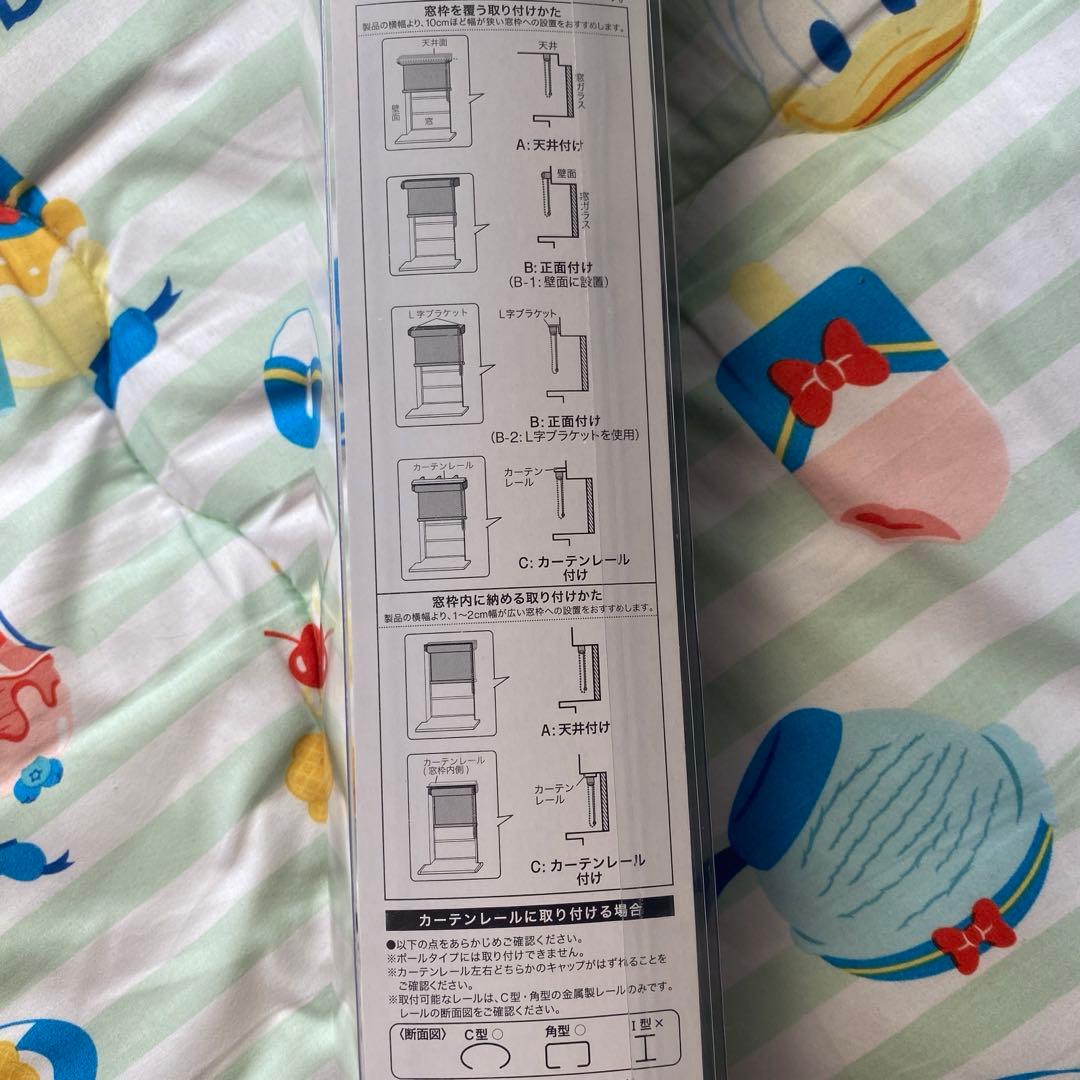 窓枠を覆う取り付けかた
製品の横幅より、10cmほど幅が狭い窓枠への設置をおすすめします。
天井面
壁面
窓
天井
窓ガラス
A:天井付け
壁面
窓ガラス
B:正面付け
(B-1:壁面に設置)
L字ブラケット
L字ブラケット
B:正面付け
(B-2:L字ブラケットを使用)
カーテンレール
カーテン
レール
C:カーテンレール
付け
窓枠内に納める取り付けかた
製品の横幅より、1〜2cm幅が広い窓枠への設置をおすすめします。
A:天井付け
カーテンレール
(窓枠内側)
カーテン
レール
C:カーテンレール
付け
カーテンレールに取り付ける場合
●以下の点をあらかじめご確認ください。
※ポールタイプには取り付けできません。
※カーテンレール左右どちらかのキャップがはずれることを
ご確認ください。
※取付可能なレールは、C型・角型の金属製レールのみです。
レールの断面図をご確認ください。
〈断面図〉 C型○ 角型○ I型×